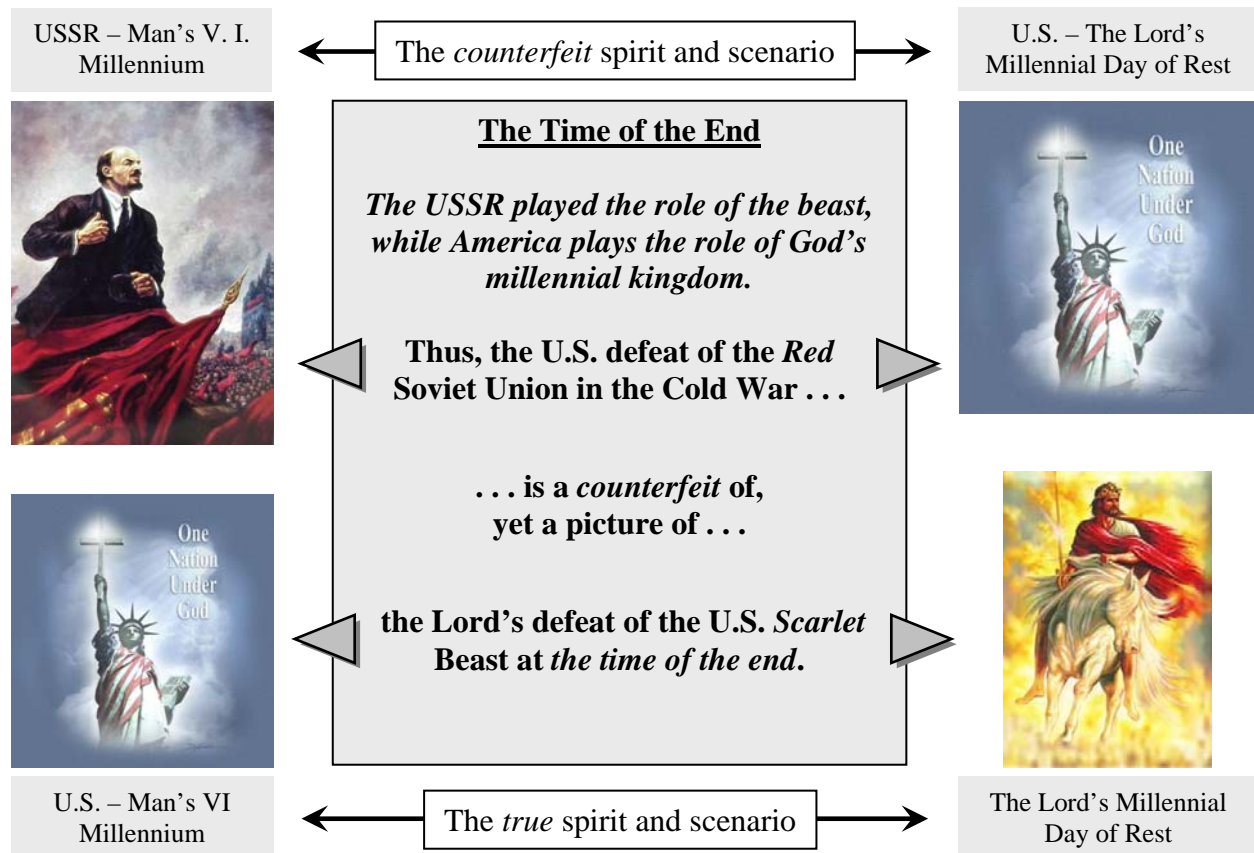 USSR – Man's V. I.
Millennium
The counterfeit spirit and scenario
U.S. – The Lord's
Millennial Day of Rest
The Time of the End
The USSR played the role of the beast,
while America plays the role of God's
millennial kingdom.
Thus, the U.S. defeat of the Red
Soviet Union in the Cold War . . .
. . . is a counterfeit of,
yet a picture of . . .
the Lord's defeat of the U.S. Scarlet
Beast at the time of the end.
One
Nation
Under
God
One
Nation
Under
God
U.S. – Man's VI
Millennium
The true spirit and scenario
The Lord's Millennial
Day of Rest